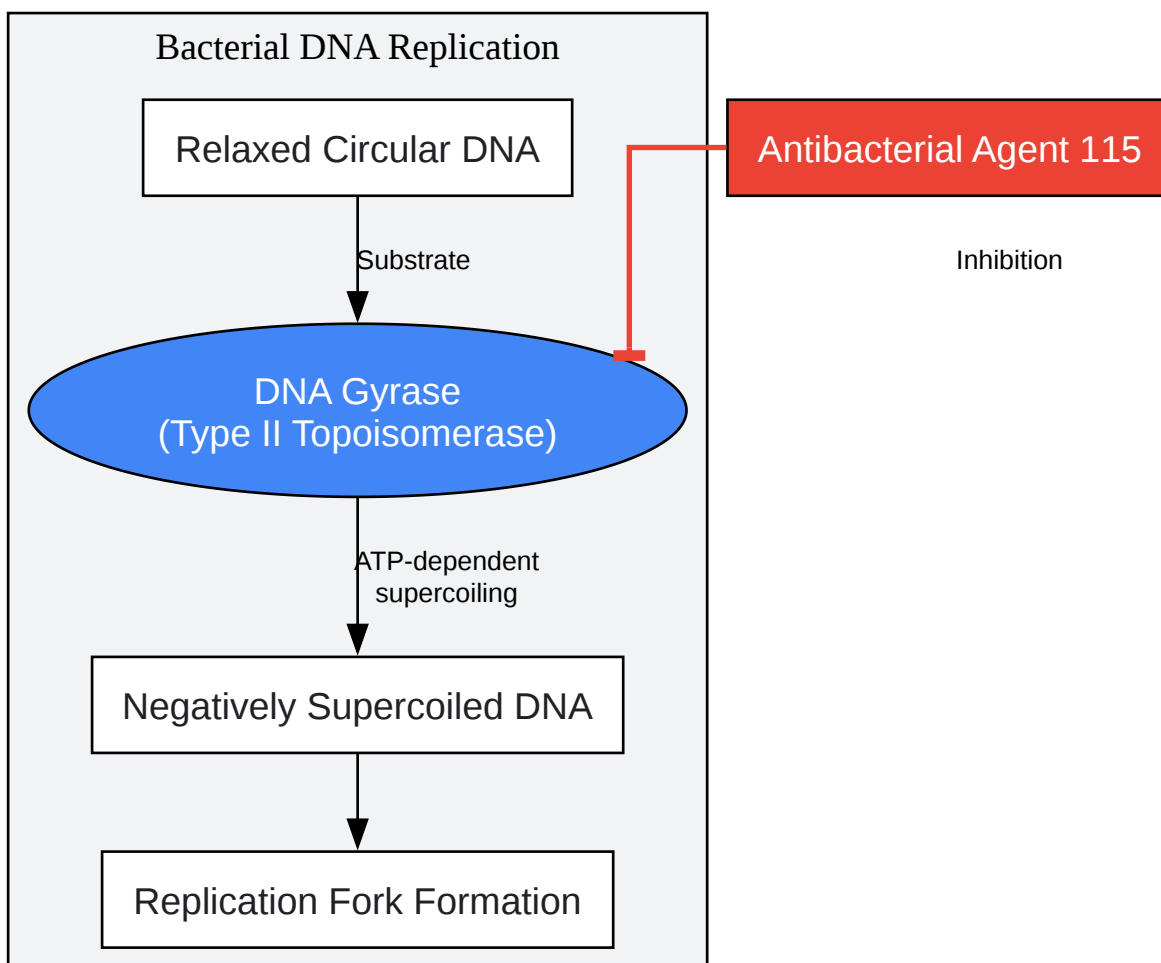 Bacterial DNA Replication
Relaxed Circular DNA
Antibacterial Agent 115
Substrate
Inhibition
DNA Gyrase
(Type II Topoisomerase)
ATP-dependent
supercoiling
Negatively Supercoiled DNA
Replication Fork Formation